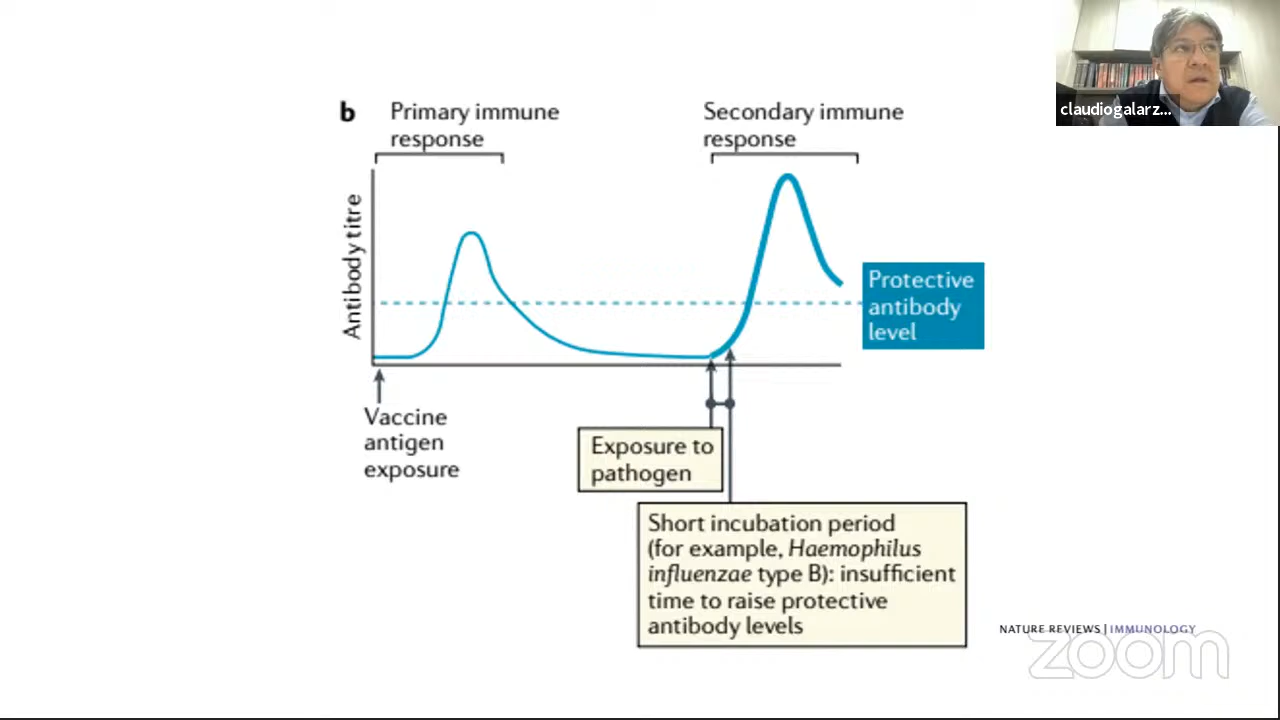 claudiogalarz...
b
Primary immune
response
Secondary immune
response
Antibody titre
Protective
antibody
level
Vaccine
antigen
exposure
Exposure to
pathogen
Short incubation period
(for example, Haemophilus
influenzae type B): insufficient
time to raise protective
antibody levels
NATURE REVIEWS | IMMUNOLOGY
zoom